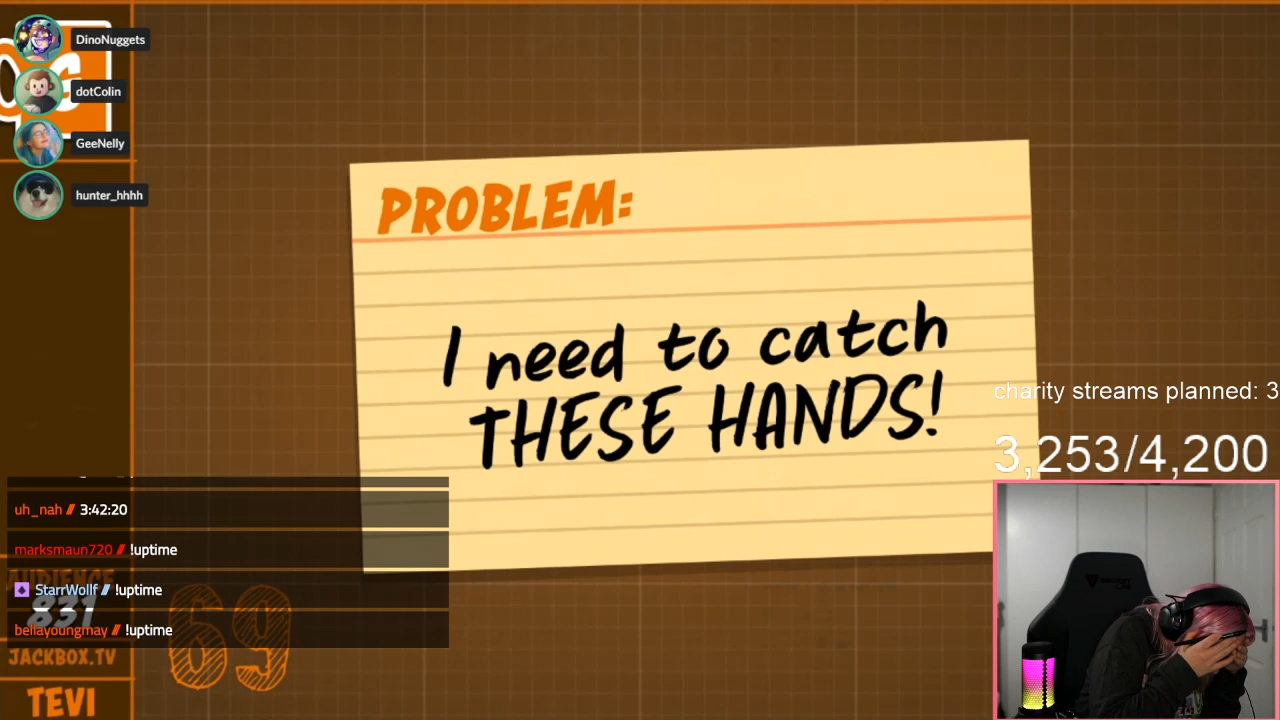 DinoNuggets
dotColin
GeeNelly
hunter_hhhh
PROBLEM:
I need to catch
THESE HANDS!
charity streams planned: 3
3,253/4,200
uh_nah // 3:42:20
marksmaun720 // !uptime
StarrWollf // !uptime
bellayoungmay // !uptime
AUDIENCE
831
JACKBOX.TV
TEVI
69